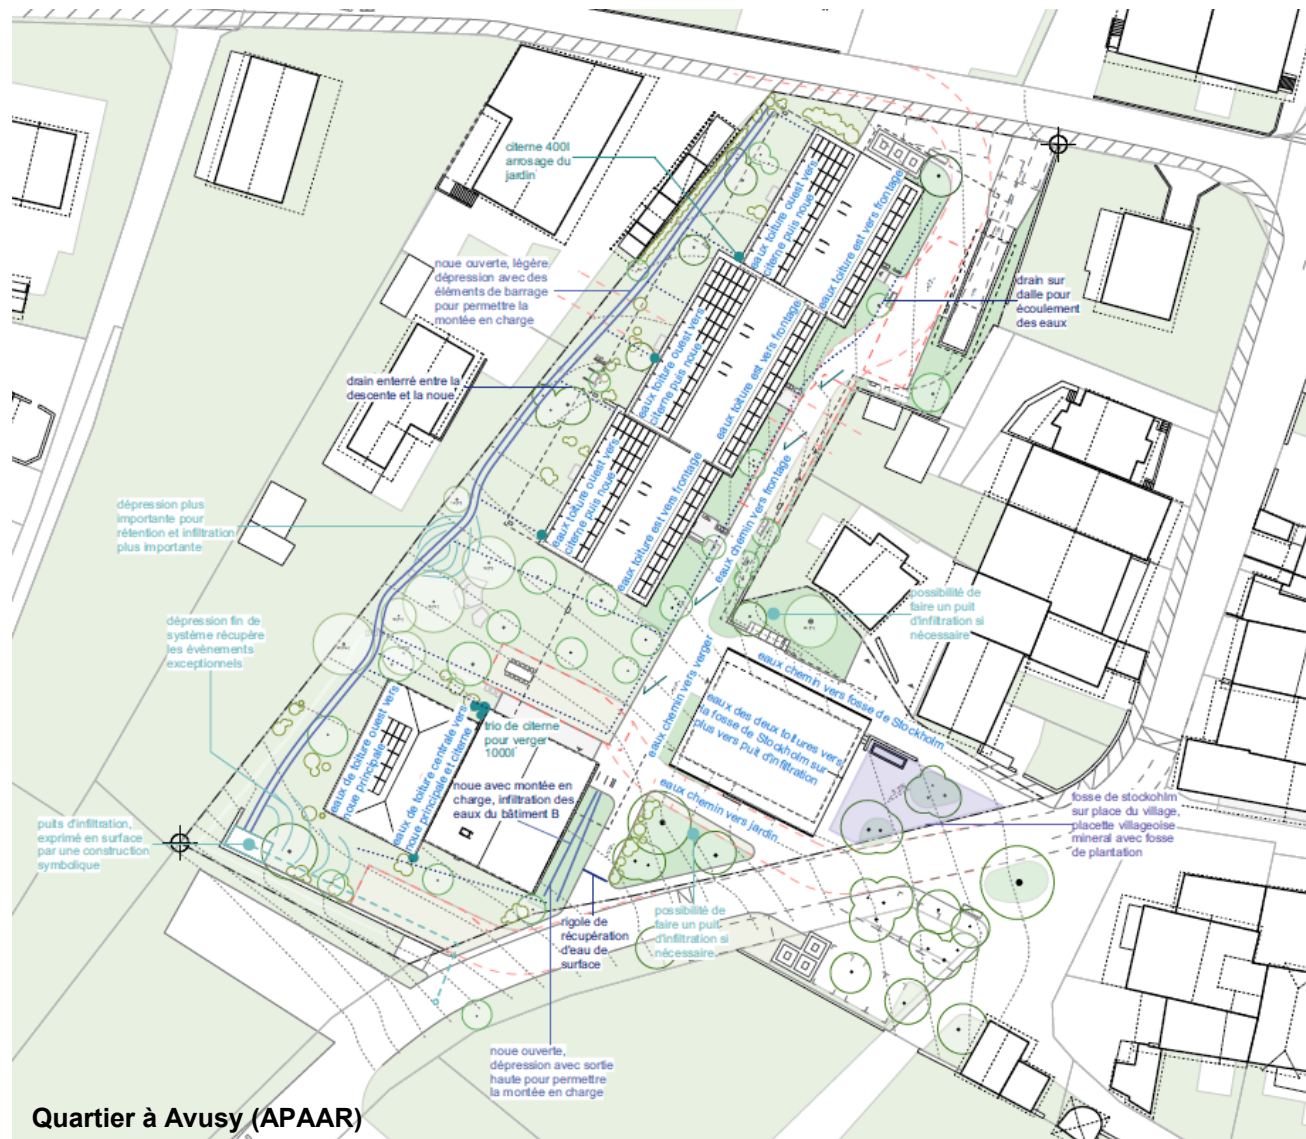 citerne 400l
arrosage du
jardin
eaux toiture ouest vers
citerne puis noue
eaux toiture est vers frontage
noue ouverte, légère
dépression avec des
éléments de barrage
pour permettre la
montée en charge
drain sur
dalle pour
écoulement
des eaux
eaux toiture ouest vers
citerne puis noue
eaux toiture est vers frontage
drain enterré entre la
descente et la noue
eaux toiture ouest vers
citerne puis noue
eaux toiture est vers frontage
eaux chemin vers frontage
dépression plus
importante pour
rétention et infiltration
plus importante
possibilité de
faire un puit
d'infiltration si
nécessaire
dépression fin de
système récupère
les événements
exceptionnels
eaux chemin vers verger
eaux chemin vers fosse de Stockholm
eaux des deux toitures vers
la fosse de Stockholm sur
plus vers puit d'infiltration
eaux de toiture ouest vers
noue principale
eaux de toiture centrale vers
noue principale et citerne
trio de citerne
pour verger
1000l
noue avec montée en
charge, infiltration des
eaux du bâtiment B
eaux chemin vers jardin
fosse de stockohlm
sur place du village,
placette villageoise
mineral avec fosse
de plantation
puits d'infiltration,
exprimé en surface
par une construction
symbolique
rigole de
récupération
d'eau de
surface
possibilité de
faire un puit
d'infiltration si
nécessaire
noue ouverte,
dépression avec sortie
haute pour permettre
la montée en charge
Quartier à Avusy (APAAR)